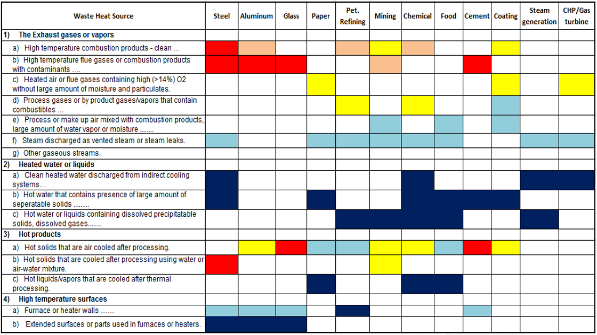 Waste Heat Source Steel Aluminum Glass Paper Pet. Refining Mining Chemical Food Cement Coating Steam generation CHP/Gas turbine
1) The Exhaust gases or vapors
a) High temperature combustion products - clean ...
b) High temperature flue gases or combustion products
with contaminants ....
c) Heated air or flue gases containing high (>14%) O2
without large amount of moisture and particulates.
d) Process gases or by product gases/vapors that contain
combustibles ...
e) Process or make up air mixed with combustion products,
large amount of water vapor or moisture ........
f) Steam discharged as vented steam or steam leaks.
g) Other gaseous streams.
2) Heated water or liquids
a) Clean heated water discharged from indirect cooling
systems...
b) Hot water that contains presence of large amount of
seperatable solids .........
c) Hot water or liquids containing dissolved precipitable
solids, dissolved gases.......
3) Hot products
a) Hot solids that are air cooled after processing.
b) Hot solids that are cooled after processing using water or
air-water mixture.
c) Hot liquids/vapors that are cooled after thermal
processing.
4) High temperature surfaces
a) Furnace or heater walls .......
b) Extended surfaces or parts used in furnaces or heaters.